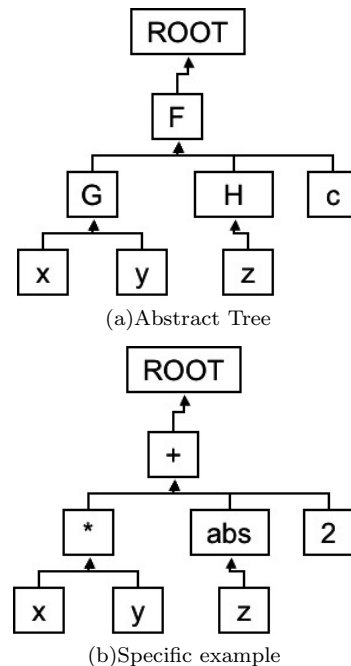 ROOT
F
G H c
x y z
(a)Abstract Tree
ROOT
+
* abs 2
x y z
(b)Specific example